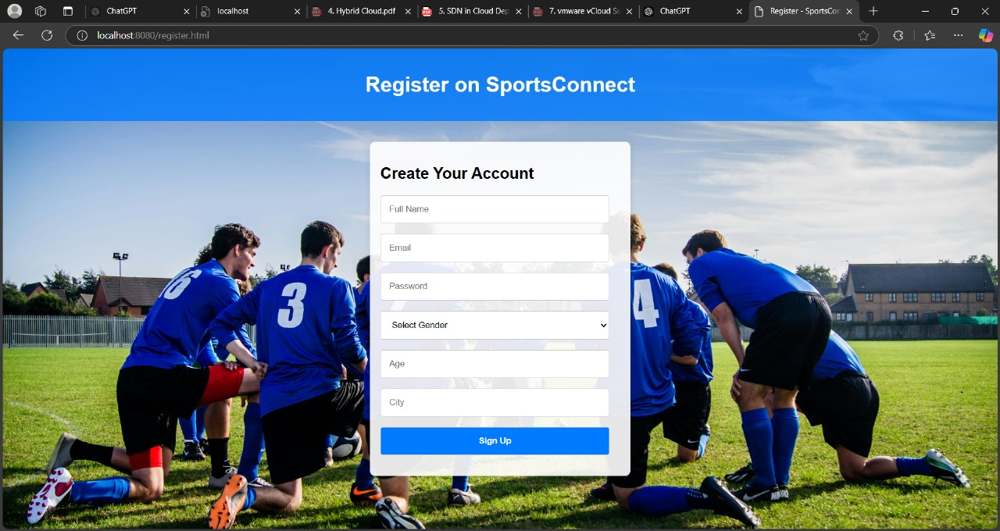 ChatGPT
localhost
4. Hybrid Cloud.pdf
5. SDN in Cloud Dep
7. vmware vCloud Su
ChatGPT
Register - SportsCon
localhost:8080/register.html
Register on SportsConnect
Create Your Account
Full Name
Email
Password
Select Gender
Age
City
Sign Up
6
3
4